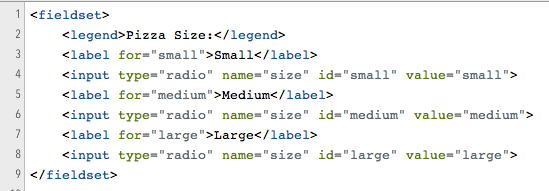 1 <fieldset>
2 <legend>Pizza Size:</legend>
3 <label for="small">Small</label>
4 <input type="radio" name="size" id="small" value="small">
5 <label for="medium">Medium</label>
6 <input type="radio" name="size" id="medium" value="medium">
7 <label for="large">Large</label>
8 <input type="radio" name="size" id="large" value="large">
9 </fieldset>